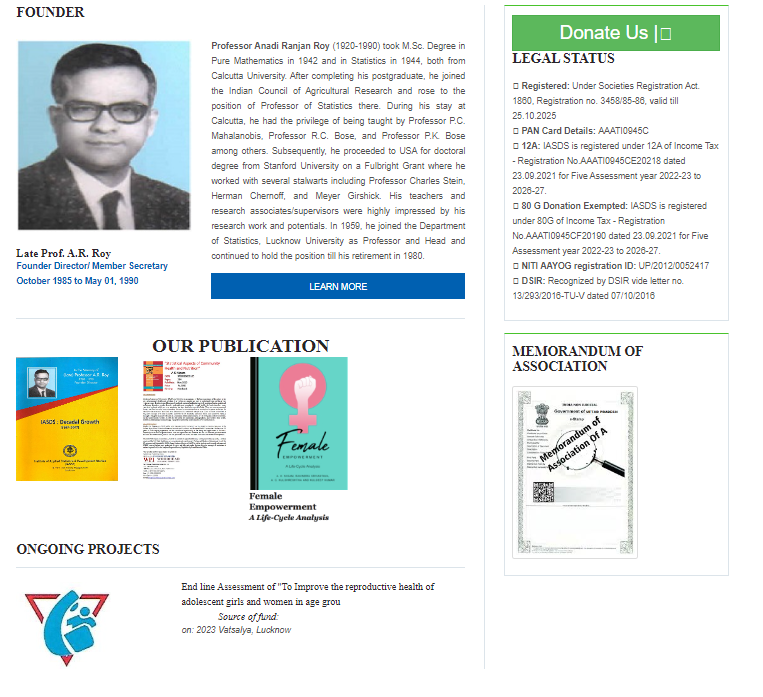 FOUNDER
Professor Anadi Ranjan Roy (1920-1990) took M.Sc. Degree in
Pure Mathematics in 1942 and in Statistics in 1944, both from
Calcutta University. After completing his postgraduate, he joined
the Indian Council of Agricultural Research and rose to the
position of Professor of Statistics there. During his stay at
Calcutta, he had the privilege of being taught by Professor P.C.
Mahalanobis, Professor R.C. Bose, and Professor P.K. Bose
among others. Subsequently, he proceeded to USA for doctoral
degree from Stanford University on a Fulbright Grant where he
worked with several stalwarts including Professor Charles Stein,
Herman Chernoff, and Meyer Girshick. His teachers and
research associates/supervisors were highly impressed by his
research work and potentials. In 1959, he joined the Department
of Statistics, Lucknow University as Professor and Head and
continued to hold the position till his retirement in 1980.
Late Prof. A.R. Roy
Founder Director/ Member Secretary
October 1985 to May 01, 1990
LEARN MORE
OUR PUBLICATION
IASDS : Decadal Growth
"Statistical Aspects of Community
Health and Nutrition"
Female
EMPOWERMENT
A Life-Cycle Analysis
Female
Empowerment
A Life-Cycle Analysis
ONGOING PROJECTS
End line Assessment of "To Improve the reproductive health of
adolescent girls and women in age grou
Source of fund:
on: 2023 Vatsalya, Lucknow
Donate Us |
LEGAL STATUS
Registered: Under Societies Registration Act.
1860, Registration no. 3458/85-86, valid till
25.10.2025
PAN Card Details: AAATI0945C
12A: IASDS is registered under 12A of Income Tax
- Registration No.AAATI0945CE20218 dated
23.09.2021 for Five Assessment year 2022-23 to
2026-27.
80 G Donation Exempted: IASDS is registered
under 80G of Income Tax - Registration
No.AAATI0945CF20190 dated 23.09.2021 for Five
Assessment year 2022-23 to 2026-27.
NITI AAYOG registration ID: UP/2012/0052417
DSIR: Recognized by DSIR vide letter no.
13/293/2016-TU-V dated 07/10/2016
MEMORANDUM OF
ASSOCIATION
Government of UTTAR PRADESH
Memorandum of
Association Of A